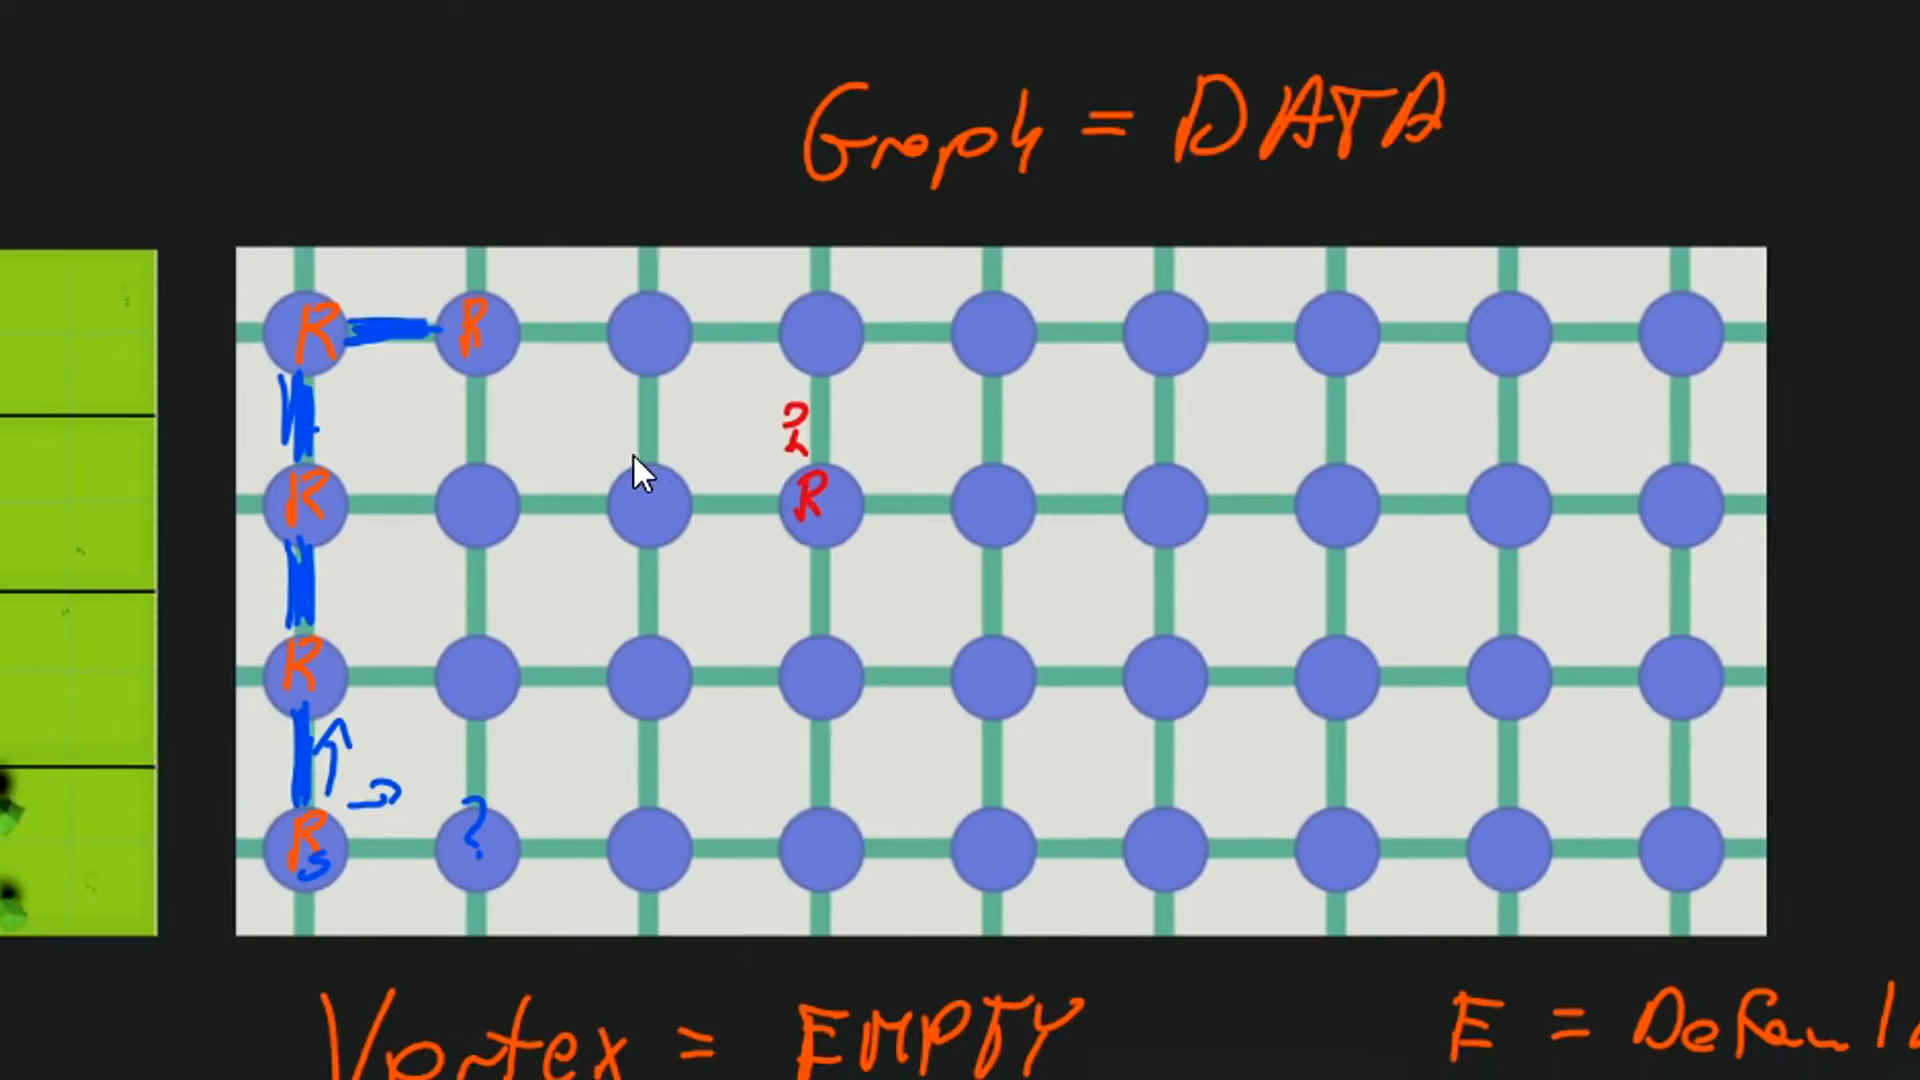 Graph = DATA
R R
?
R R
R
R ?
s
Vertex = EMPTY E = Defaul